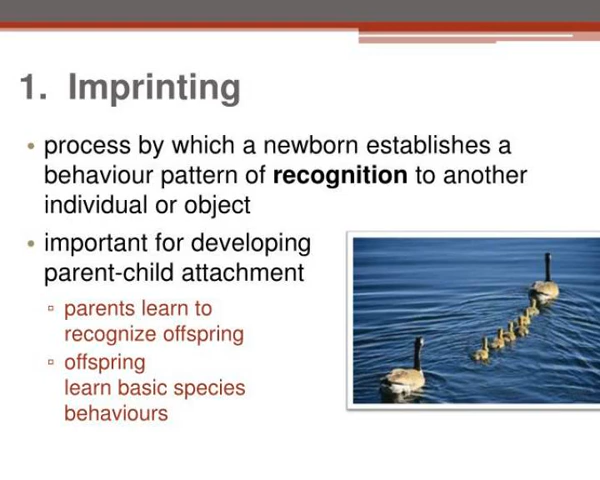 1. Imprinting
• process by which a newborn establishes a
behaviour pattern of recognition to another
individual or object
• important for developing
parent-child attachment
▫ parents learn to
recognize offspring
▫ offspring
learn basic species
behaviours